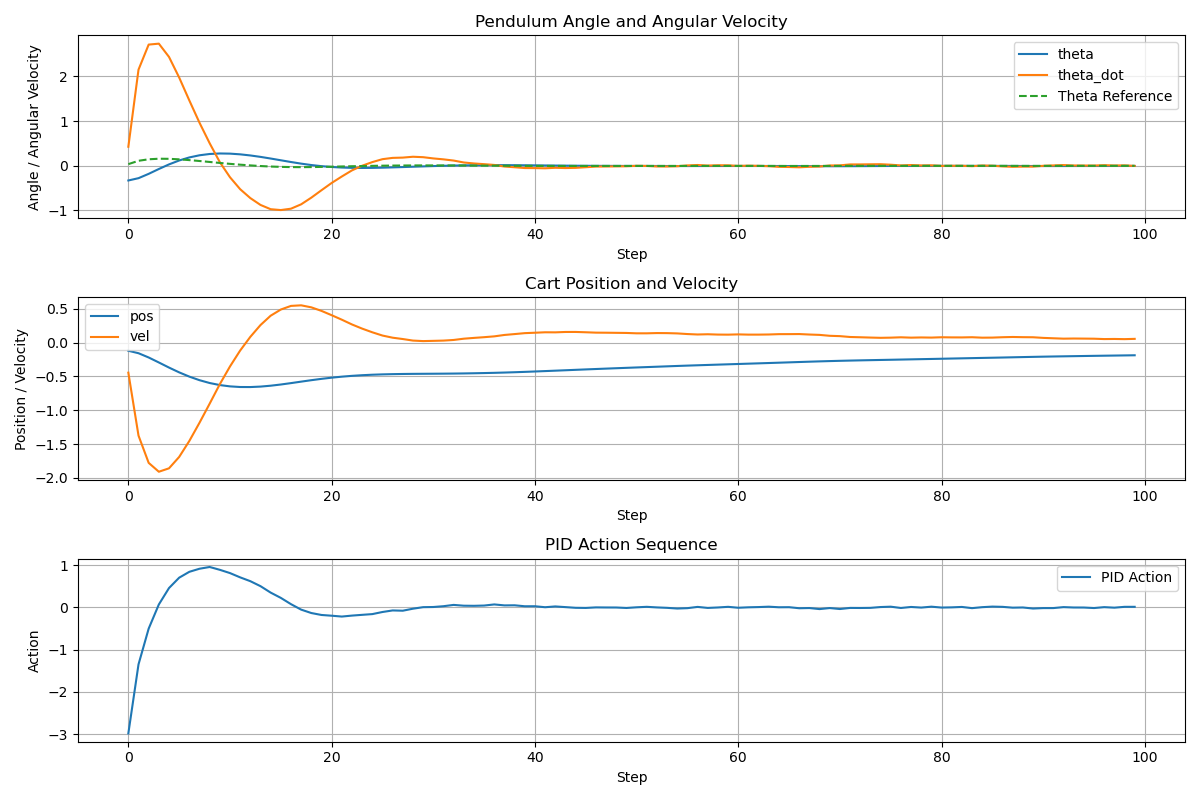 Pendulum Angle and Angular Velocity
Angle / Angular Velocity
2
1
0
−1
theta
theta_dot
Theta Reference
0 20 40 60 80 100
Step
Cart Position and Velocity
Position / Velocity
0.5
0.0
−0.5
−1.0
−1.5
−2.0
pos
vel
0 20 40 60 80 100
Step
PID Action Sequence
Action
1
0
−1
−2
−3
PID Action
0 20 40 60 80 100
Step